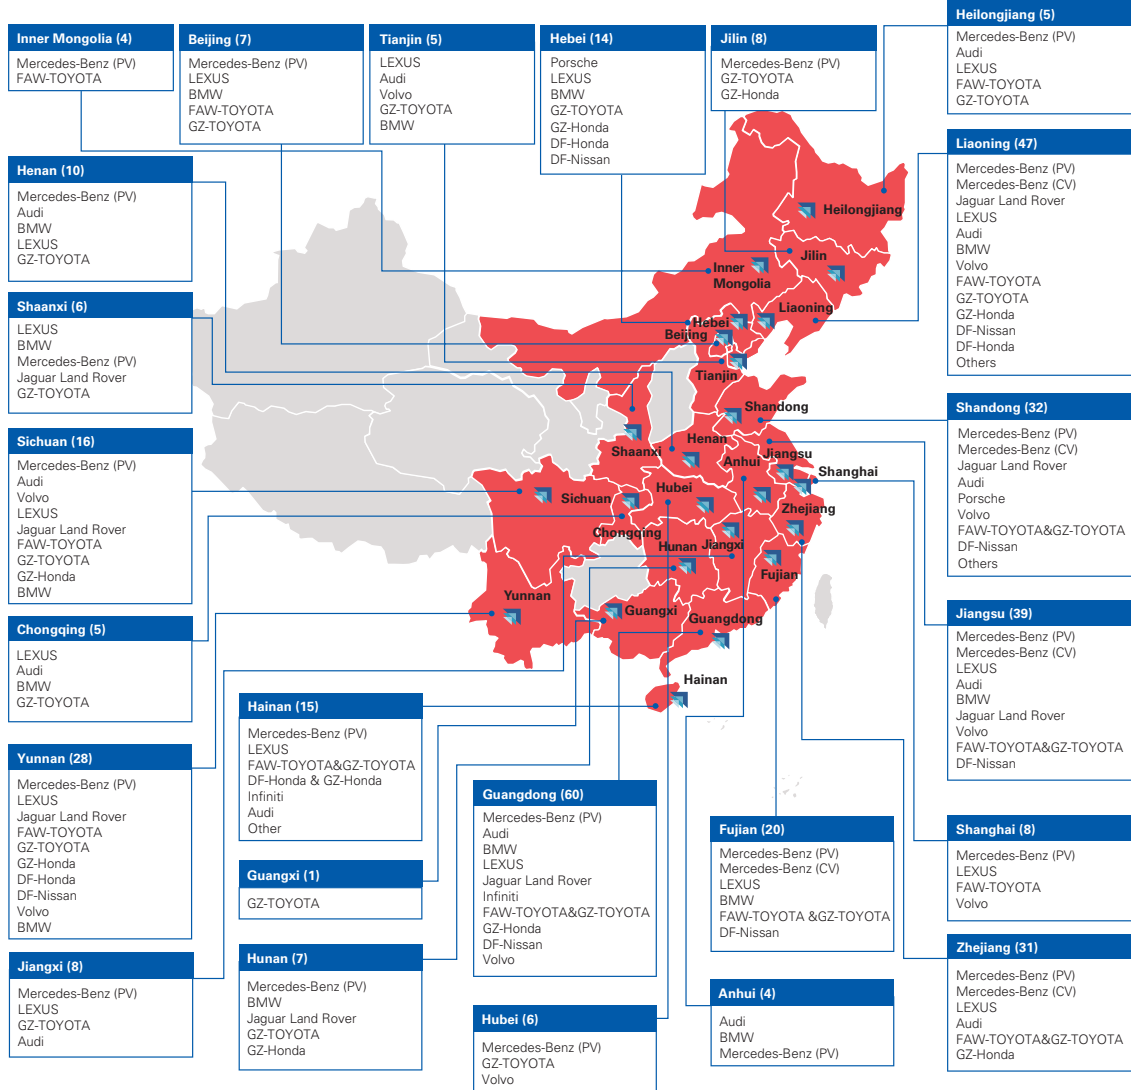 Inner Mongolia (4)
Mercedes-Benz (PV)
FAW-TOYOTA
Beijing (7)
Mercedes-Benz (PV)
LEXUS
BMW
FAW-TOYOTA
GZ-TOYOTA
Tianjin (5)
LEXUS
Audi
Volvo
GZ-TOYOTA
BMW
Hebei (14)
Porsche
LEXUS
BMW
GZ-TOYOTA
GZ-Honda
DF-Honda
DF-Nissan
Jilin (8)
Mercedes-Benz (PV)
GZ-TOYOTA
GZ-Honda
Heilongjiang (5)
Mercedes-Benz (PV)
Audi
LEXUS
FAW-TOYOTA
GZ-TOYOTA
Henan (10)
Mercedes-Benz (PV)
Audi
BMW
LEXUS
GZ-TOYOTA
Liaoning (47)
Mercedes-Benz (PV)
Mercedes-Benz (CV)
Jaguar Land Rover
LEXUS
Audi
BMW
Volvo
FAW-TOYOTA
GZ-TOYOTA
GZ-Honda
DF-Nissan
DF-Honda
Others
Shaanxi (6)
LEXUS
BMW
Mercedes-Benz (PV)
Jaguar Land Rover
GZ-TOYOTA
Sichuan (16)
Mercedes-Benz (PV)
Audi
Volvo
LEXUS
Jaguar Land Rover
FAW-TOYOTA
GZ-TOYOTA
GZ-Honda
BMW
Shandong (32)
Mercedes-Benz (PV)
Mercedes-Benz (CV)
Jaguar Land Rover
Audi
Porsche
Volvo
FAW-TOYOTA&GZ-TOYOTA
DF-Nissan
Others
Heilongjiang
Jilin
Inner
Mongolia
Liaoning
Hebei
Beijing
Tianjin
Shandong
Henan
Shaanxi
Jiangsu
Anhui
Shanghai
Hubei
Sichuan
Zhejiang
Chongqing
Hunan
Jiangxi
Fujian
Yunnan
Guangxi
Guangdong
Hainan
Chongqing (5)
LEXUS
Audi
BMW
GZ-TOYOTA
Jiangsu (39)
Mercedes-Benz (PV)
Mercedes-Benz (CV)
LEXUS
Audi
BMW
Jaguar Land Rover
Volvo
FAW-TOYOTA&GZ-TOYOTA
DF-Nissan
Yunnan (28)
Mercedes-Benz (PV)
LEXUS
Jaguar Land Rover
FAW-TOYOTA
GZ-TOYOTA
GZ-Honda
DF-Honda
DF-Nissan
Volvo
BMW
Hainan (15)
Mercedes-Benz (PV)
LEXUS
FAW-TOYOTA&GZ-TOYOTA
DF-Honda & GZ-Honda
Infiniti
Audi
Other
Guangdong (60)
Mercedes-Benz (PV)
Audi
BMW
LEXUS
Jaguar Land Rover
Infiniti
FAW-TOYOTA&GZ-TOYOTA
GZ-Honda
DF-Nissan
Volvo
Fujian (20)
Mercedes-Benz (PV)
Mercedes-Benz (CV)
LEXUS
BMW
FAW-TOYOTA &GZ-TOYOTA
DF-Nissan
Shanghai (8)
Mercedes-Benz (PV)
LEXUS
FAW-TOYOTA
Volvo
Guangxi (1)
GZ-TOYOTA
Jiangxi (8)
Mercedes-Benz (PV)
LEXUS
GZ-TOYOTA
Audi
Hunan (7)
Mercedes-Benz (PV)
BMW
Jaguar Land Rover
GZ-TOYOTA
GZ-Honda
Hubei (6)
Mercedes-Benz (PV)
GZ-TOYOTA
Volvo
Anhui (4)
Audi
BMW
Mercedes-Benz (PV)
Zhejiang (31)
Mercedes-Benz (PV)
Mercedes-Benz (CV)
LEXUS
Audi
FAW-TOYOTA&GZ-TOYOTA
GZ-Honda